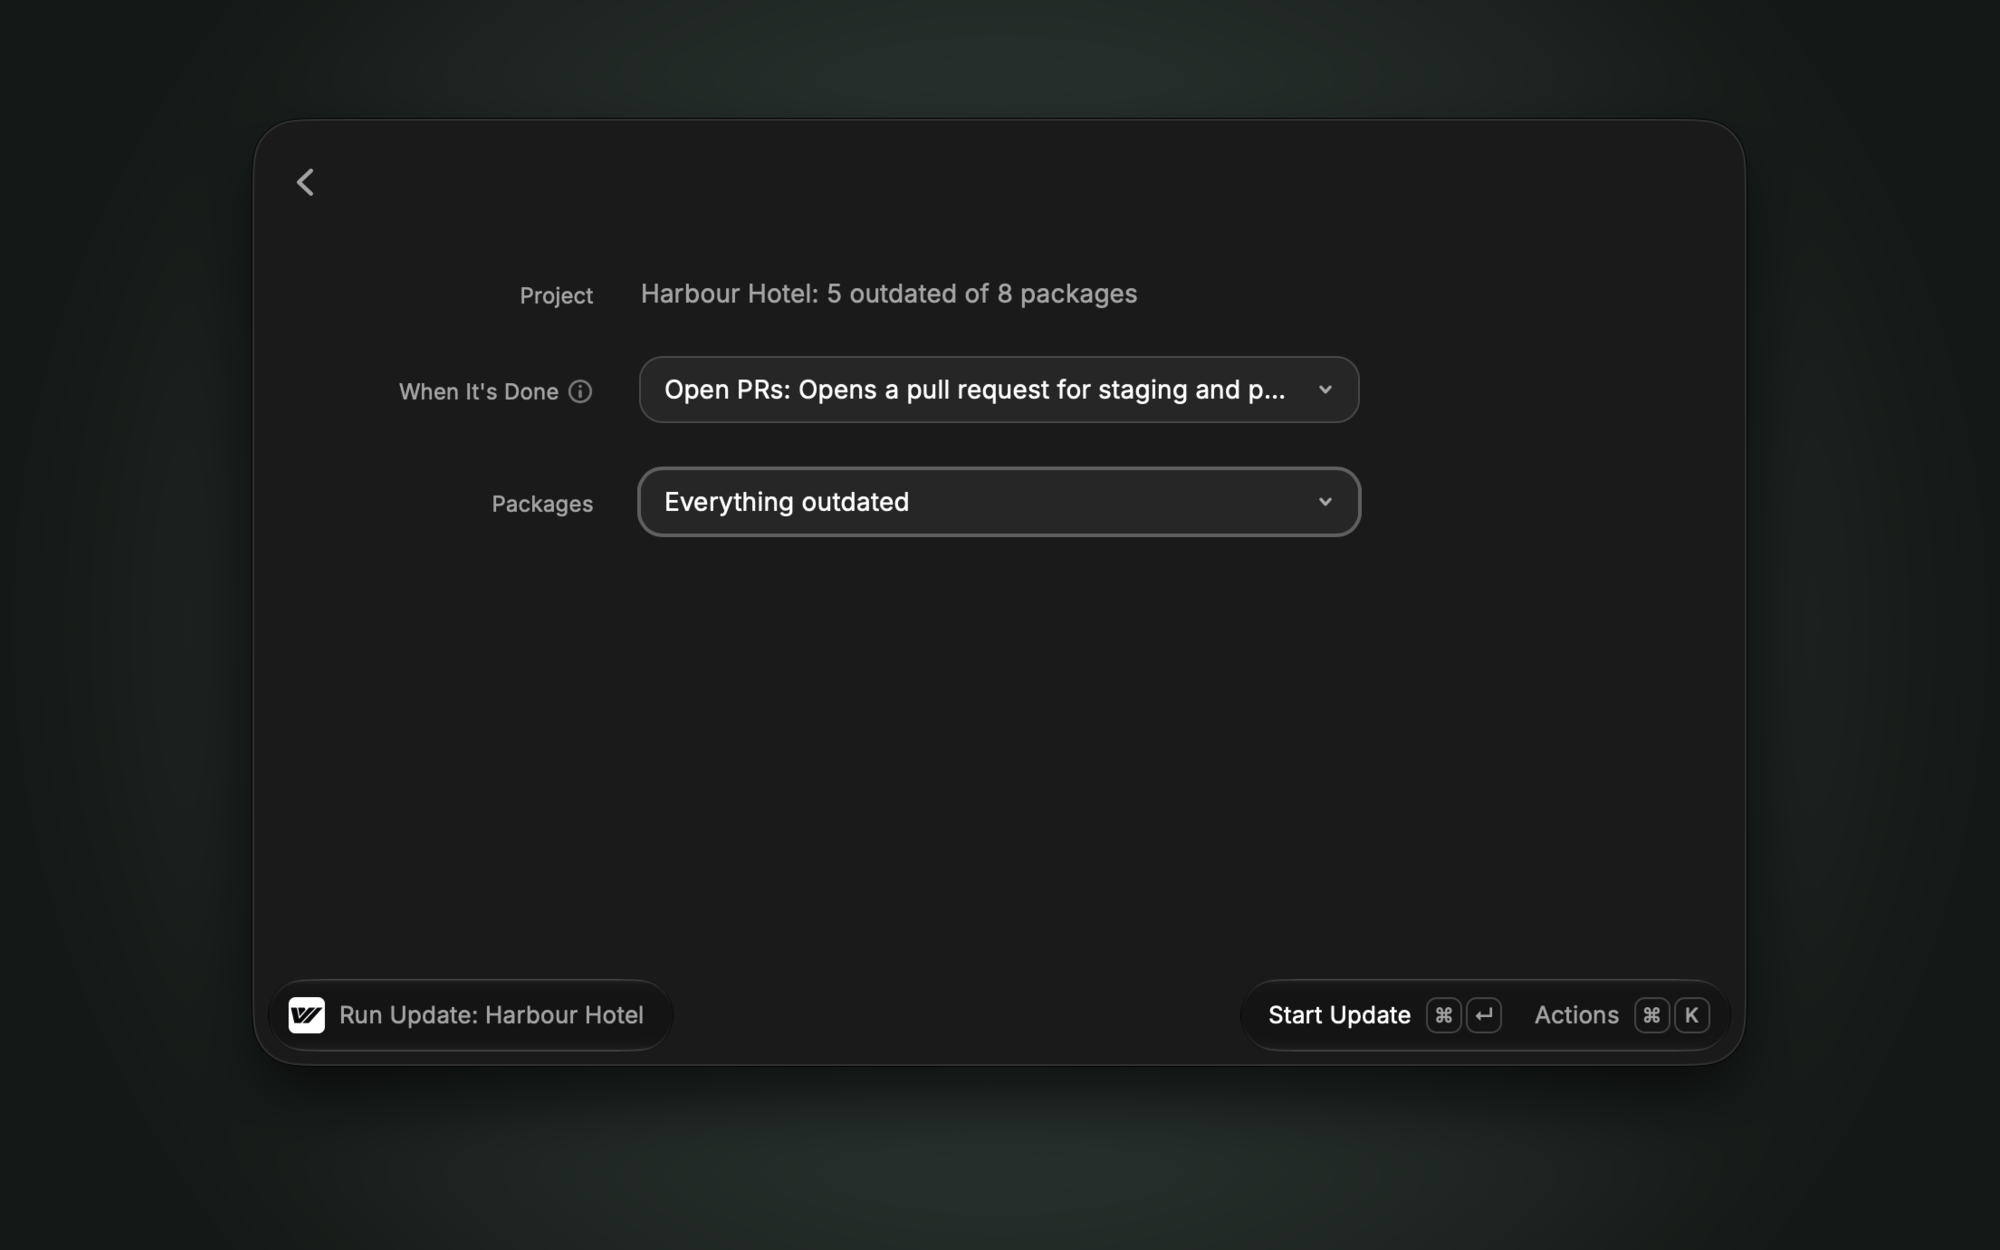 Project
Harbour Hotel: 5 outdated of 8 packages
When It's Done
Open PRs: Opens a pull request for staging and p...
Packages
Everything outdated
Run Update: Harbour Hotel
Start Update ⌘ ↵ Actions ⌘ K